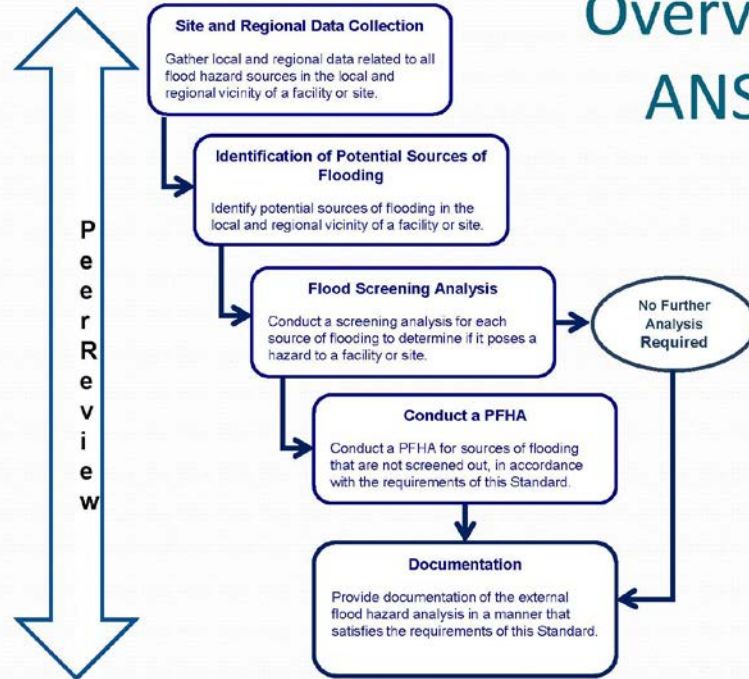 Overv
ANS
Site and Regional Data Collection
Gather local and regional data related to all
flood hazard sources in the local and
regional vicinity of a facility or site.
Identification of Potential Sources of
Flooding
Identify potential sources of flooding in the
local and regional vicinity of a facility or site.
Peer Review
Flood Screening Analysis
Conduct a screening analysis for each
source of flooding to determine if it poses a
hazard to a facility or site.
No Further
Analysis
Required
Conduct a PFHA
Conduct a PFHA for sources of flooding
that are not screened out, in accordance
with the requirements of this Standard.
Documentation
Provide documentation of the external
flood hazard analysis in a manner that
satisfies the requirements of this Standard.